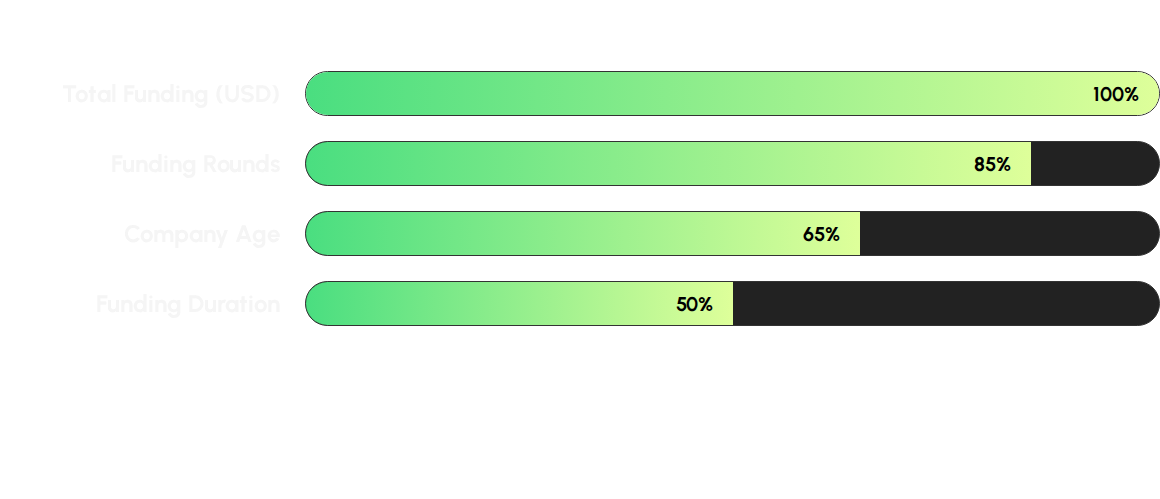 Total Funding (USD) 100%
Funding Rounds 85%
Company Age 65%
Funding Duration 50%